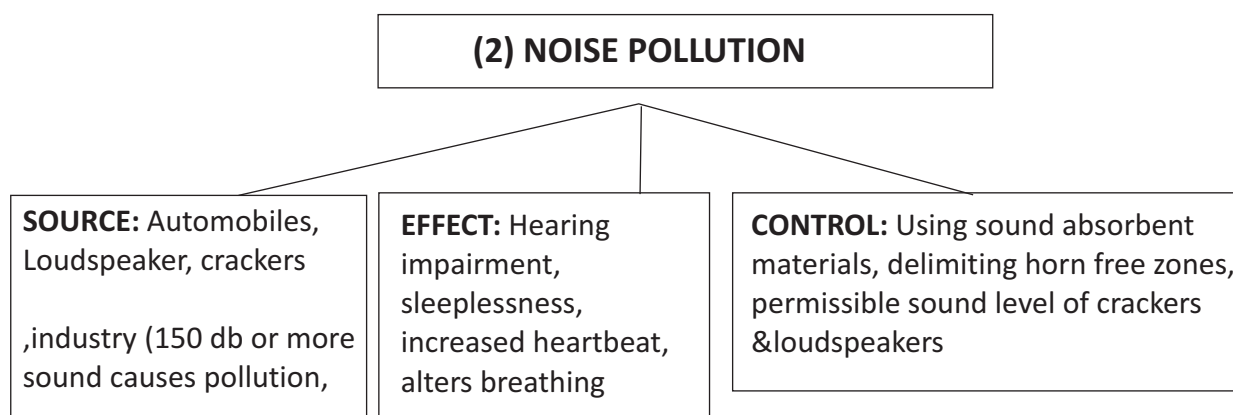 (2) NOISE POLLUTION
SOURCE: Automobiles,
Loudspeaker, crackers
,industry (150 db or more
sound causes pollution,
EFFECT: Hearing
impairment,
sleeplessness,
increased heartbeat,
alters breathing
CONTROL: Using sound absorbent
materials, delimiting horn free zones,
permissible sound level of crackers
&loudspeakers